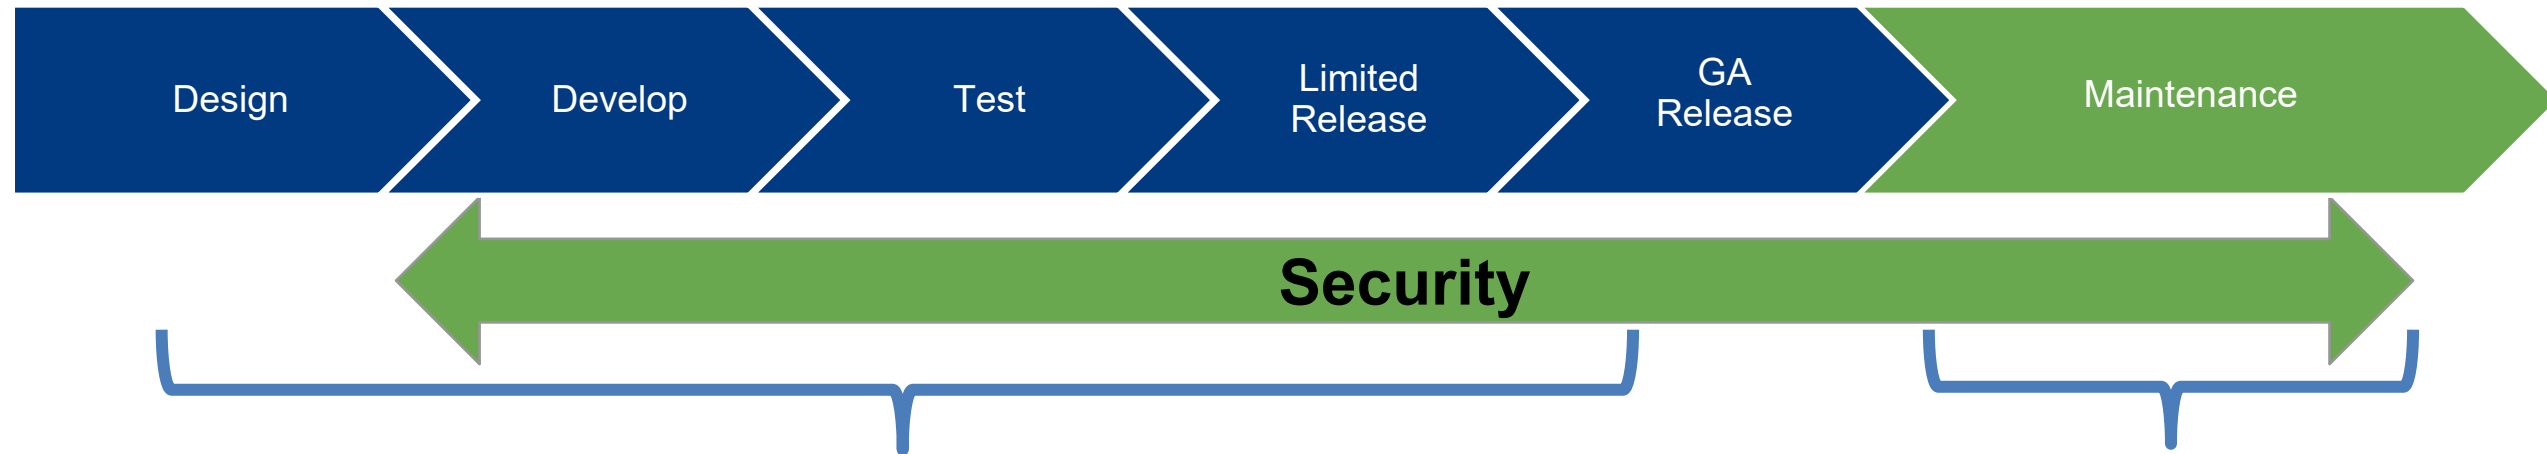 Design
Develop
Test
Limited
Release
GA
Release
Maintenance
Security